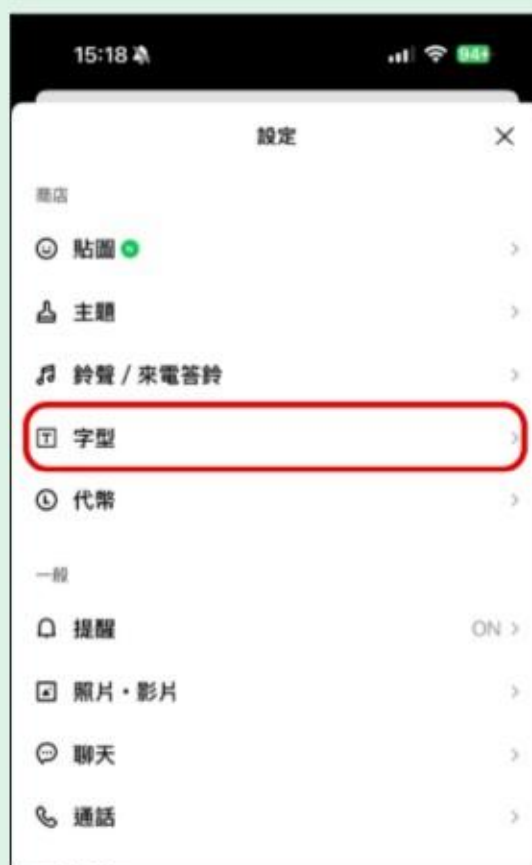 15:18
94+
設定
商店
貼圖 N
主題
鈴聲 / 來電答鈴
字型
代幣
一般
提醒 ON
照片・影片
聊天
通話